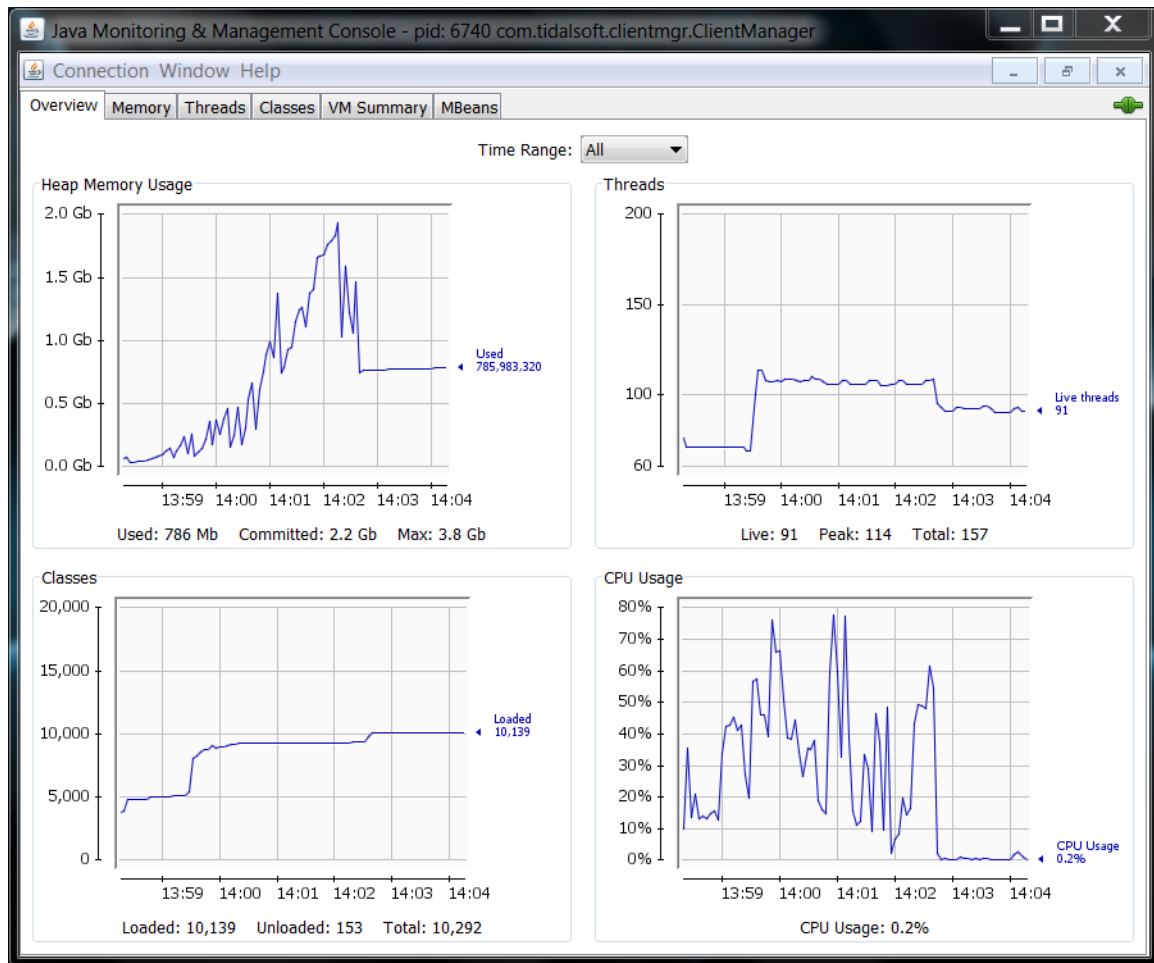 Java Monitoring & Management Console - pid: 6740 com.tidalsoft.clientmgr.ClientManager
Connection Window Help
Overview Memory Threads Classes VM Summary MBeans
Time Range: All
Heap Memory Usage
2.0 Gb
1.5 Gb
1.0 Gb
0.5 Gb
0.0 Gb
Used
785,983,320
13:59 14:00 14:01 14:02 14:03 14:04
Used: 786 Mb Committed: 2.2 Gb Max: 3.8 Gb
Threads
200
150
100
60
Live threads
91
13:59 14:00 14:01 14:02 14:03 14:04
Live: 91 Peak: 114 Total: 157
Classes
20,000
15,000
10,000
5,000
0
Loaded
10,139
13:59 14:00 14:01 14:02 14:03 14:04
Loaded: 10,139 Unloaded: 153 Total: 10,292
CPU Usage
80%
70%
60%
50%
40%
30%
20%
10%
0%
CPU Usage
0.2%
13:59 14:00 14:01 14:02 14:03 14:04
CPU Usage: 0.2%